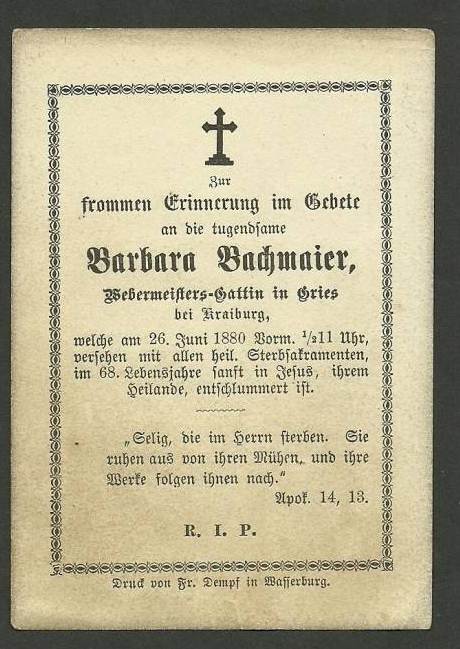 Zur
frommen Erinnerung im Gebete
an die tugendsame
Barbara Bachmaier,
Webermeisters-Gattin in Gries
bei Kraiburg,
welche am 26. Juni 1880 Vorm. ½11 Uhr,
versehen mit allen heil. Sterbsakramenten,
im 68. Lebensjahre sanft in Jesus, ihrem
Heilande, entschlummert ist.
„Selig, die im Herrn sterben. Sie
ruhen aus von ihren Mühen, und ihre
Werke folgen ihnen nach."
Apok. 14, 13.
R. I. P.
Druck von Fr. Dempf in Wasserburg.